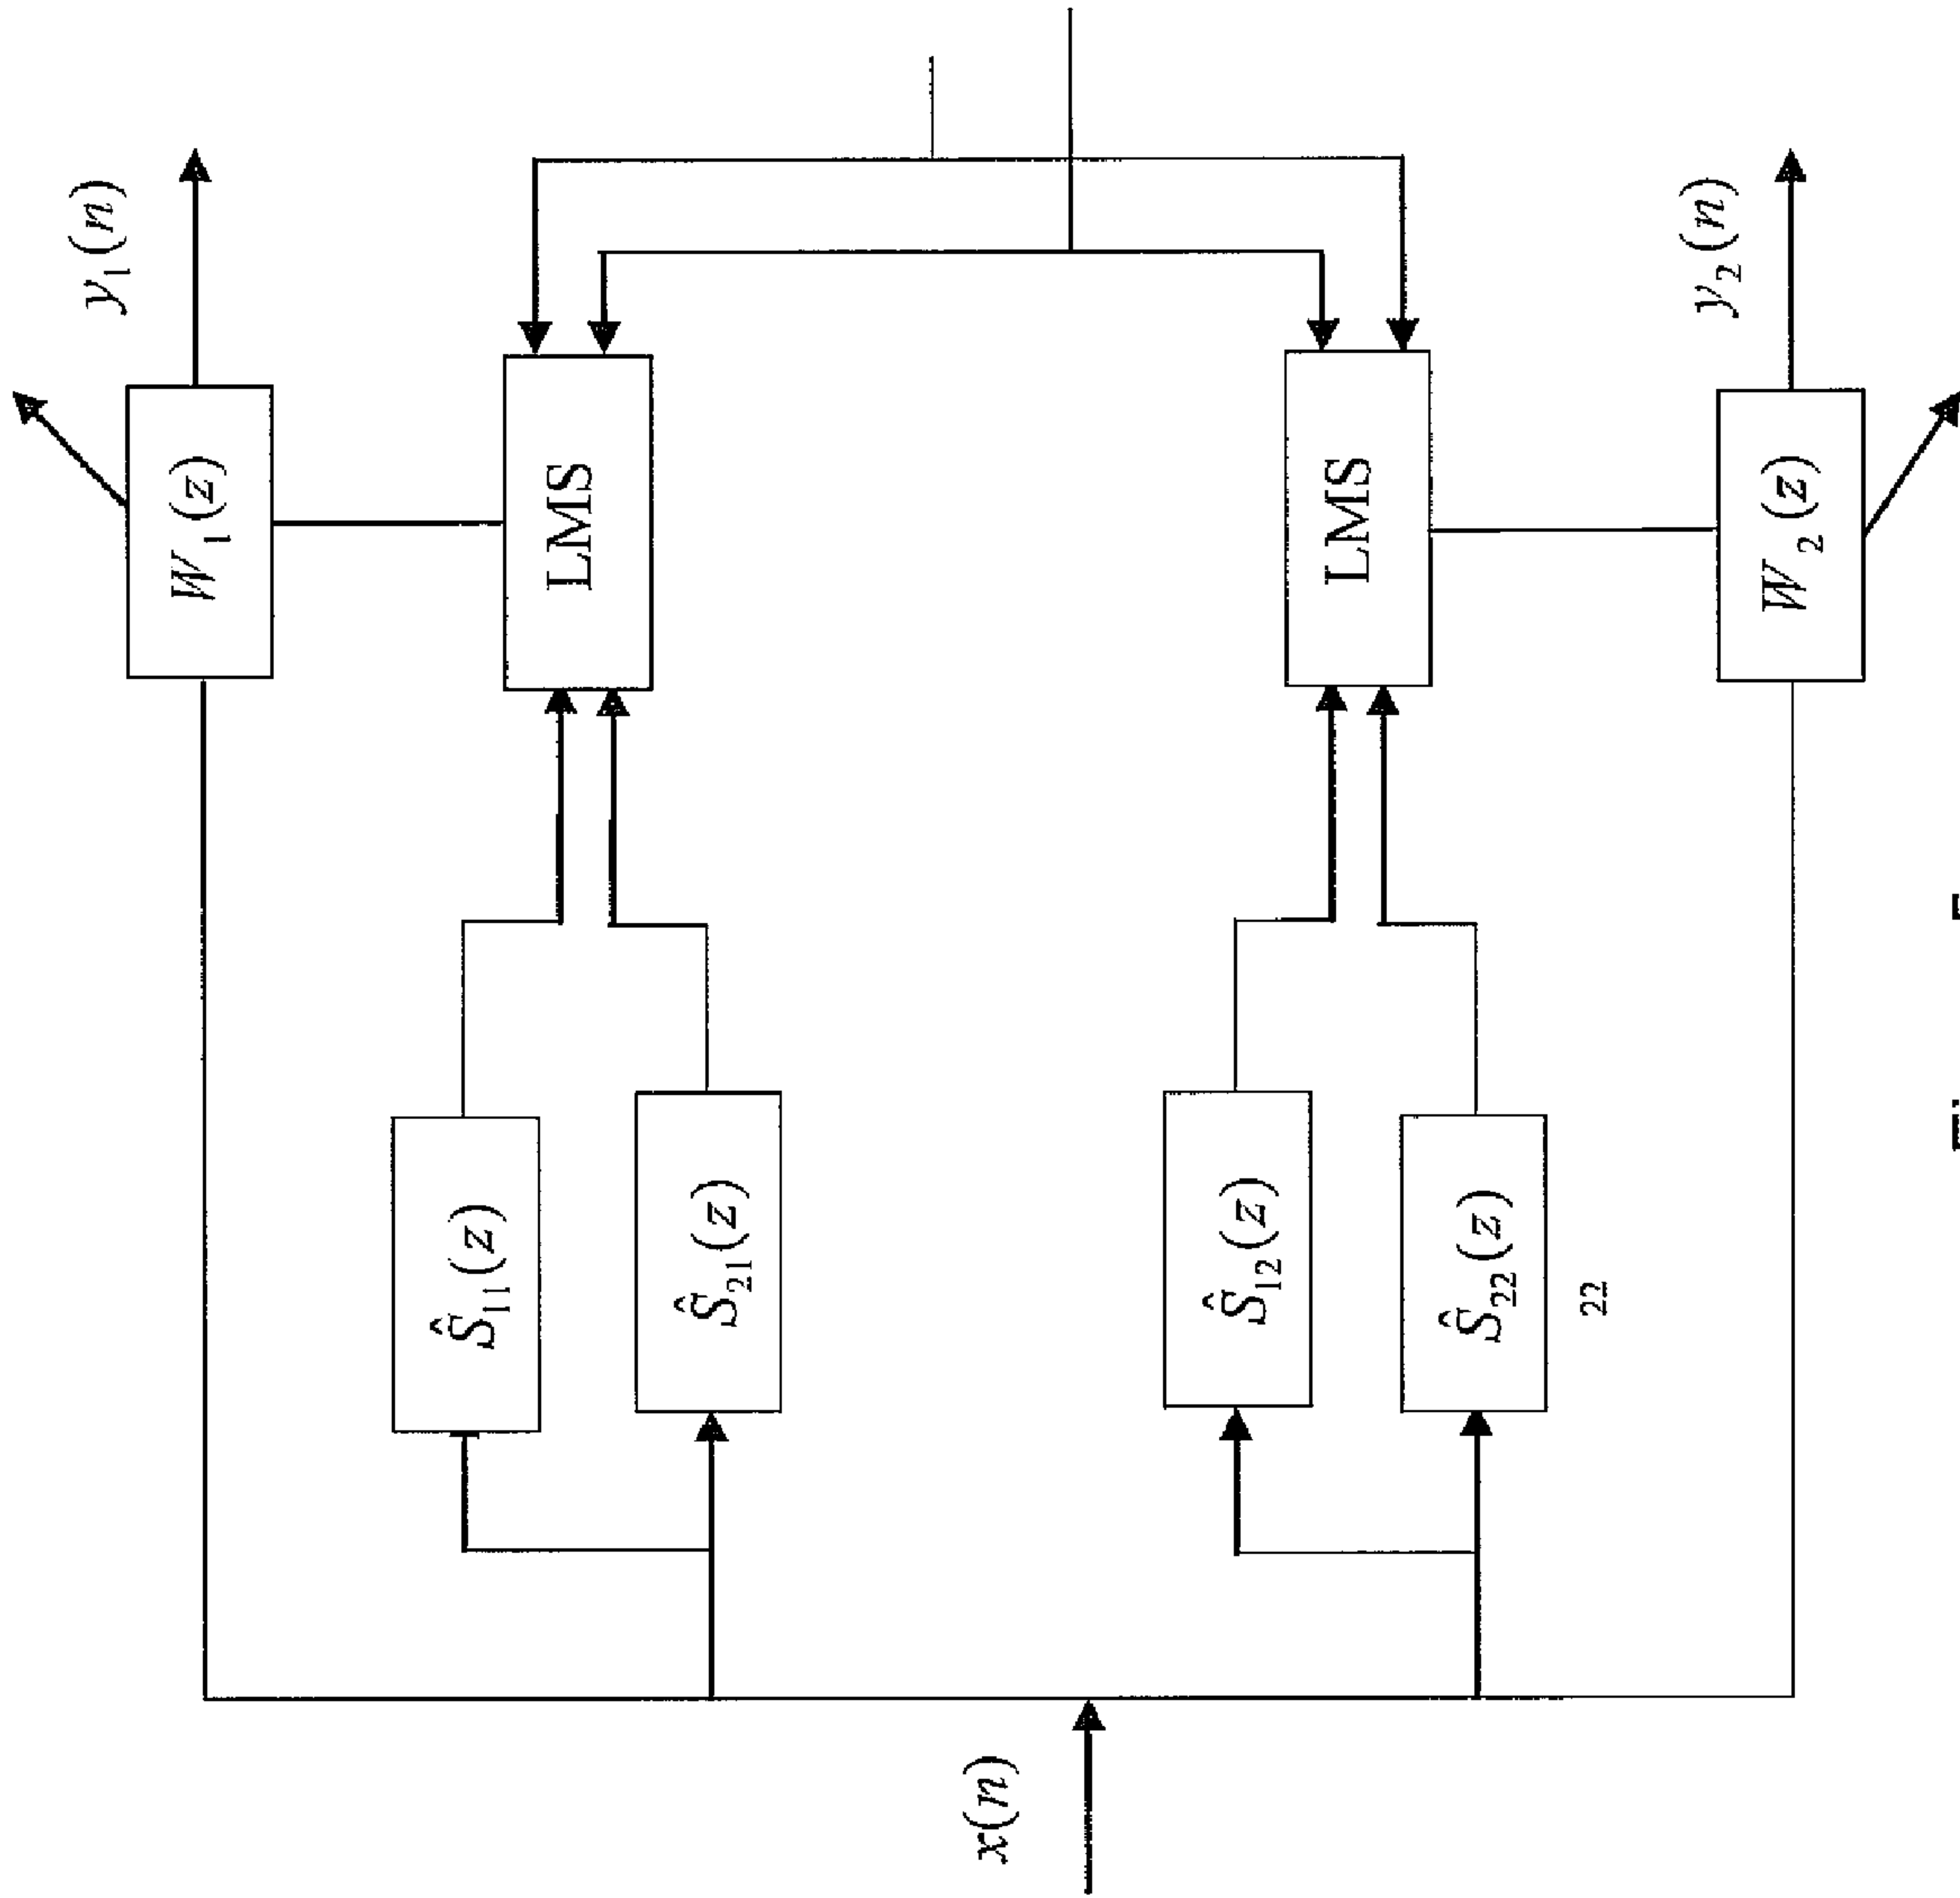 y₁(n)
W₁(z)
Ŝ₁₁(z)
LMS
Ŝ₂₁(z)
x(n)
Ŝ₁₂(z)
LMS
Ŝ₂₂(z)
22
y₂(n)
W₂(z)